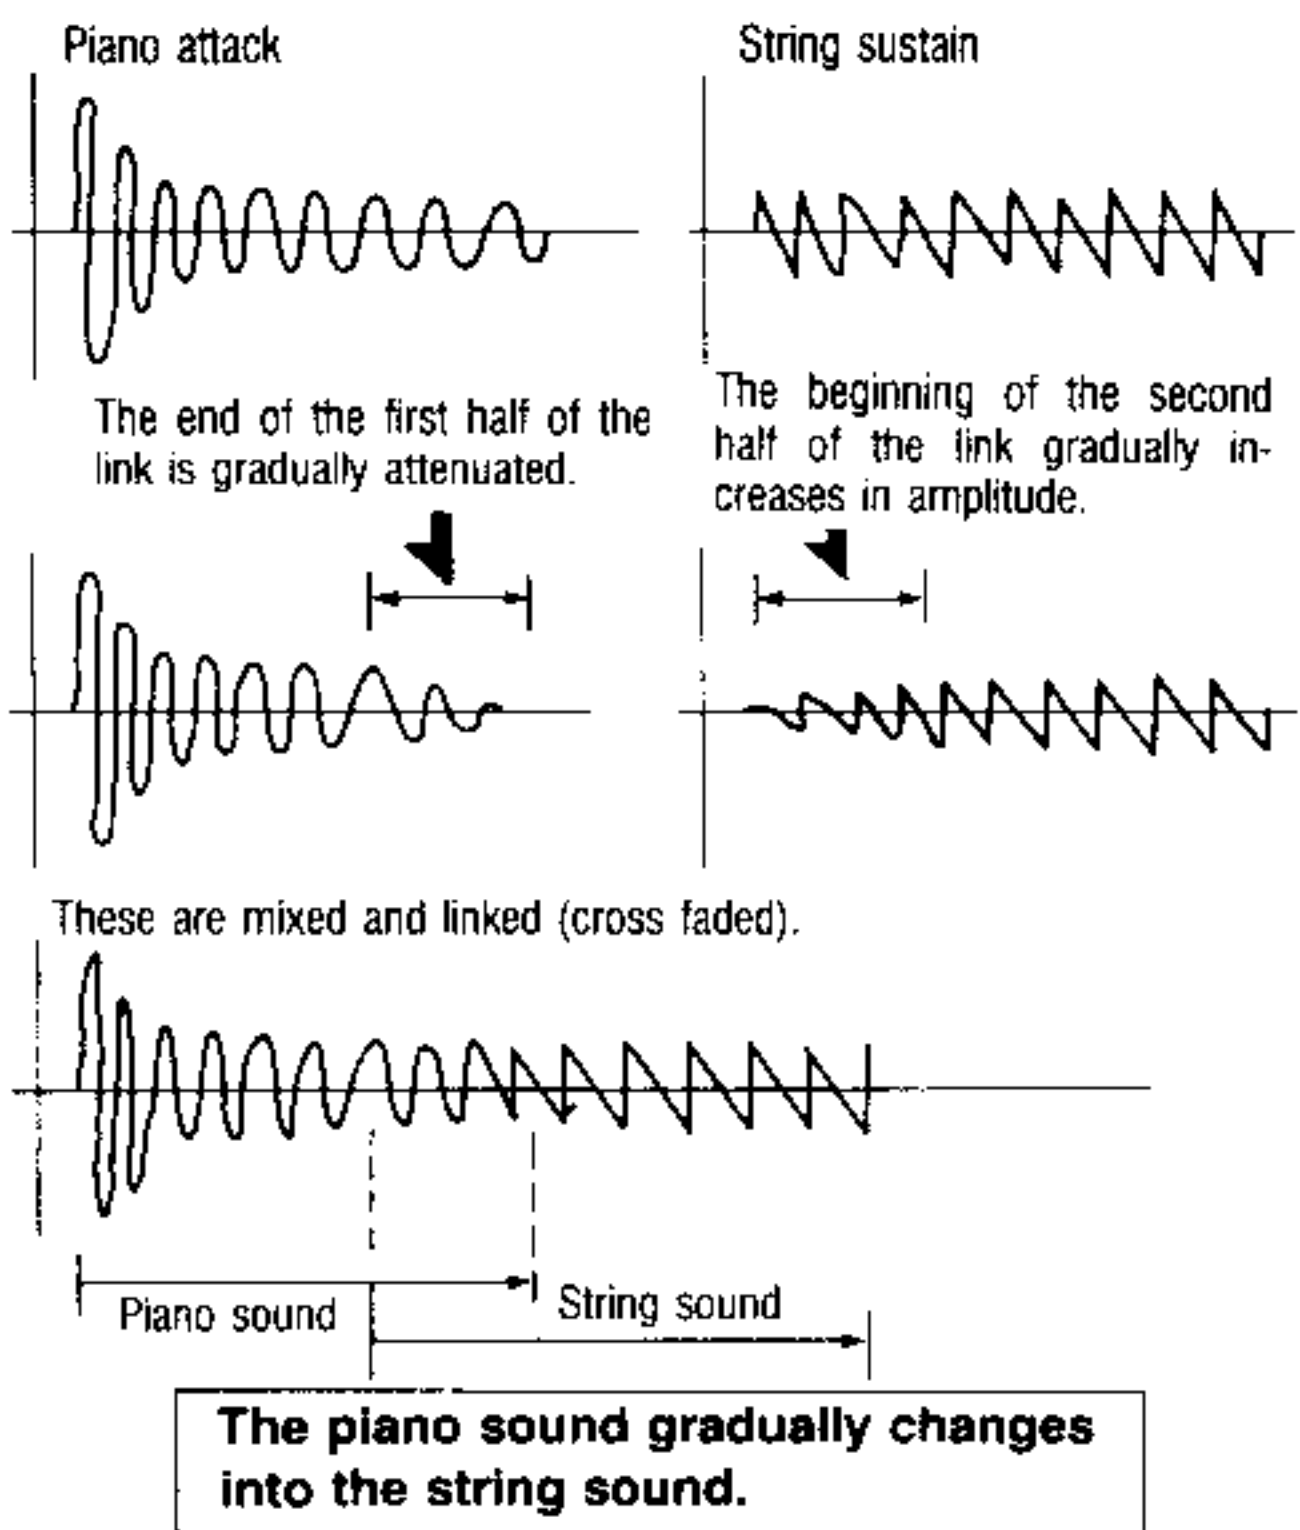 Piano attack
String sustain
The end of the first half of the
link is gradually attenuated.
The beginning of the second
half of the link gradually in-
creases in amplitude.
These are mixed and linked (cross faded).
Piano sound
String sound
The piano sound gradually changes
into the string sound.